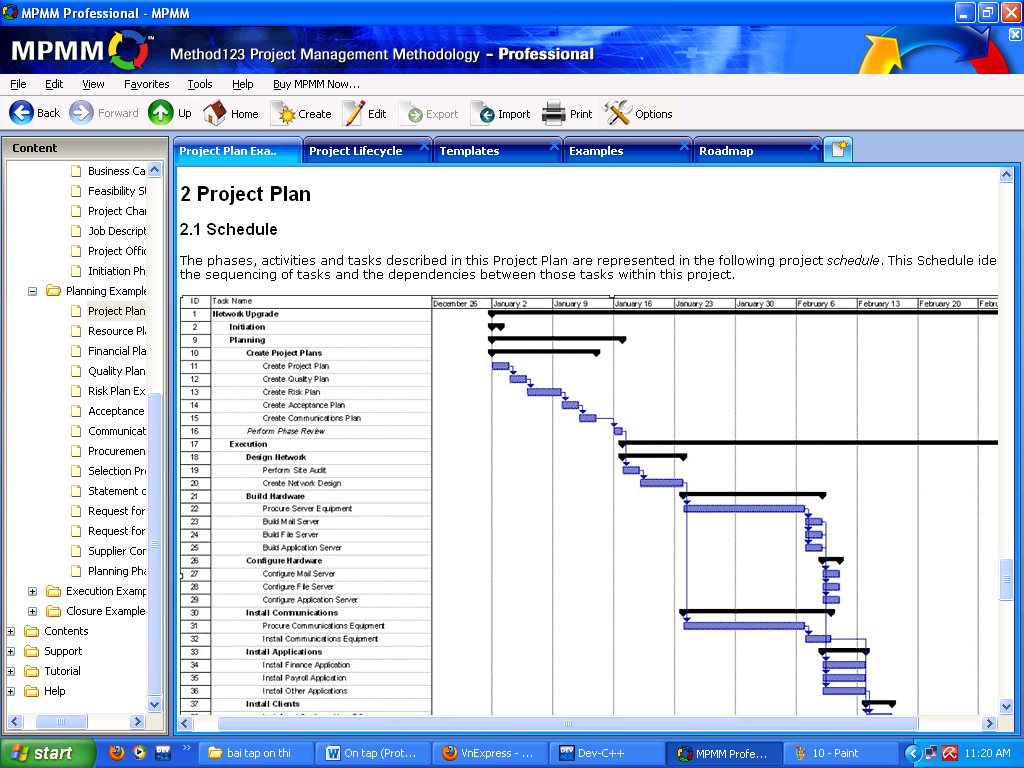 MPMM Professional - MPMM
MPMM™ Method123 Project Management Methodology – Professional
File Edit View Favorites Tools Help Buy MPMM Now...
Back Forward Up Home Create Edit Export Import Print Options
Content
Business Ca
Feasibility St
Project Char
Job Descript
Project Offic
Initiation Ph
Planning Example
Project Plan
Resource Pl
Financial Pla
Quality Plan
Risk Plan Ex
Acceptance
Communicat
Procuremen
Selection Pr
Statement o
Request for
Request for
Supplier Con
Planning Pha
Execution Examp
Closure Example
Contents
Support
Tutorial
Help
Project Plan Exa.. Project Lifecycle Templates Examples Roadmap
2 Project Plan
2.1 Schedule
The phases, activities and tasks described in this Project Plan are represented in the following project schedule. This Schedule ide
the sequencing of tasks and the dependencies between those tasks within this project.
ID Task Name December 26 January 2 January 9 January 16 January 23 January 30 February 6 February 13 February 20 Febru
1 Network Upgrade
2 Initiation
9 Planning
10 Create Project Plans
11 Create Project Plan
12 Create Quality Plan
13 Create Risk Plan
14 Create Acceptance Plan
15 Create Communications Plan
16 Perform Phase Review
17 Execution
18 Design Network
19 Perform Site Audit
20 Create Network Design
21 Build Hardware
22 Procure Server Equipment
23 Build Mail Server
24 Build File Server
25 Build Application Server
26 Configure Hardware
27 Configure Mail Server
28 Configure File Server
29 Configure Application Server
30 Install Communications
31 Procure Communications Equipment
32 Install Communications Equipment
33 Install Applications
34 Install Finance Application
35 Install Payroll Application
36 Install Other Applications
37 Install Clients
start bai tap on thi On tap (Prot... VnExpress - ... Dev-C++ MPMM Profe... 10 - Paint 11:20 AM